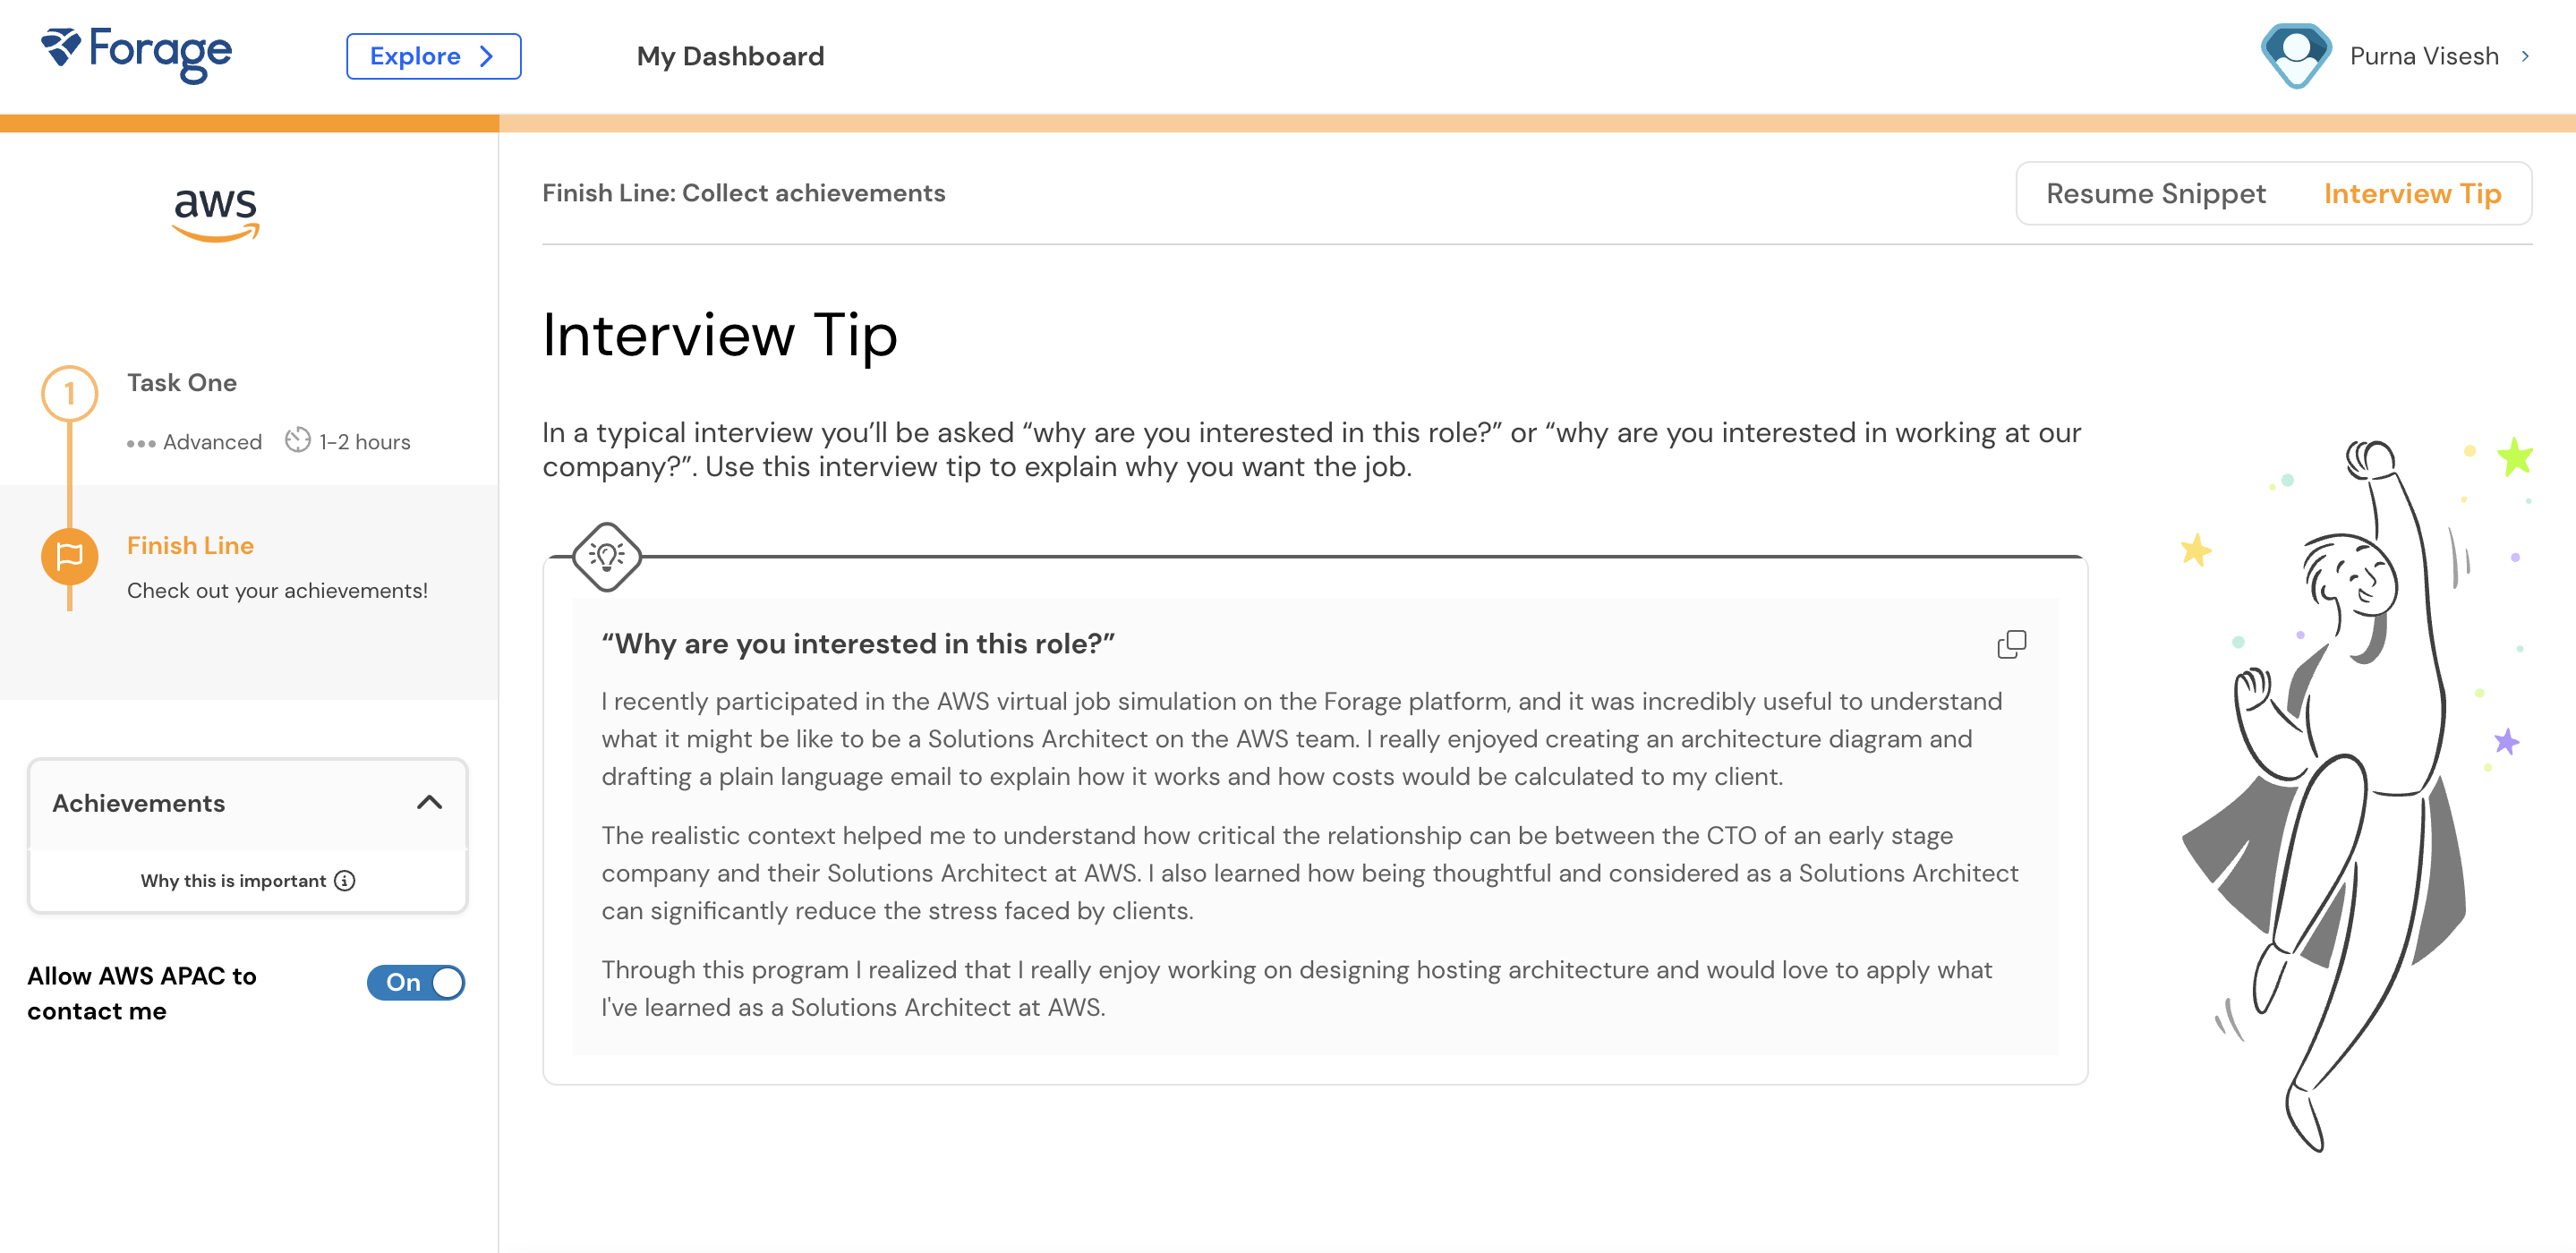 Forage
Explore
My Dashboard
Purna Visesh
aws
1
Task One
Advanced
1-2 hours
Finish Line
Check out your achievements!
Achievements
Why this is important
Allow AWS APAC to
contact me
On
Finish Line: Collect achievements
Resume Snippet
Interview Tip
Interview Tip
In a typical interview you’ll be asked “why are you interested in this role?” or “why are you interested in working at our
company?”. Use this interview tip to explain why you want the job.
“Why are you interested in this role?”
I recently participated in the AWS virtual job simulation on the Forage platform, and it was incredibly useful to understand
what it might be like to be a Solutions Architect on the AWS team. I really enjoyed creating an architecture diagram and
drafting a plain language email to explain how it works and how costs would be calculated to my client.
The realistic context helped me to understand how critical the relationship can be between the CTO of an early stage
company and their Solutions Architect at AWS. I also learned how being thoughtful and considered as a Solutions Architect
can significantly reduce the stress faced by clients.
Through this program I realized that I really enjoy working on designing hosting architecture and would love to apply what
I've learned as a Solutions Architect at AWS.